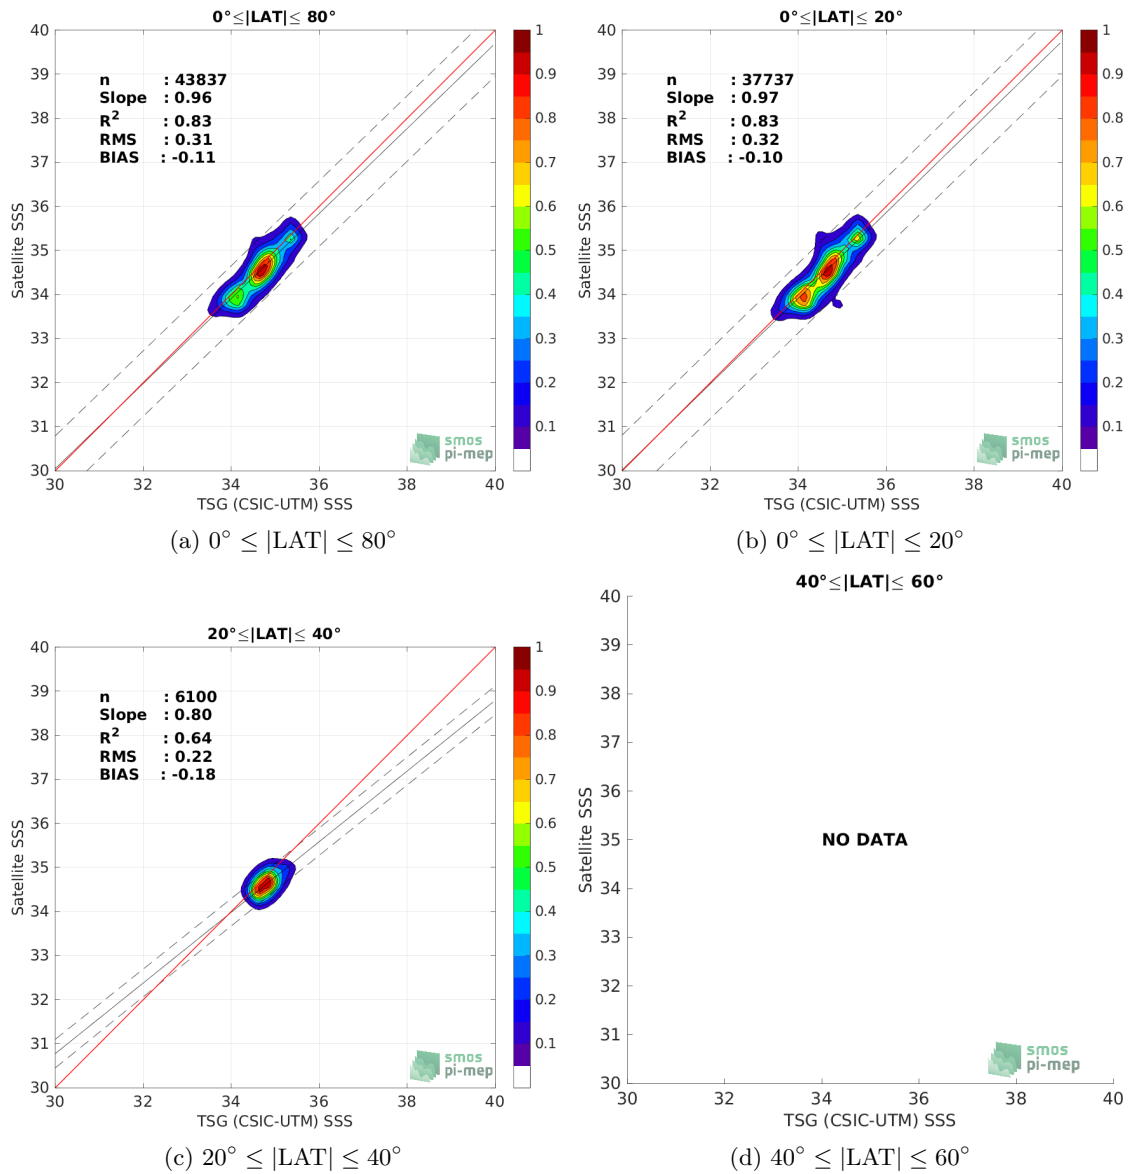 0°≤|LAT|≤ 80°
40
39
38
37
36
35
34
33
32
31
30
Satellite SSS
n : 43837
Slope : 0.96
R² : 0.83
RMS : 0.31
BIAS : -0.11
smos
pi-mep
30 32 34 36 38 40
TSG (CSIC-UTM) SSS
1
0.9
0.8
0.7
0.6
0.5
0.4
0.3
0.2
0.1
(a) 0° ≤ |LAT| ≤ 80°
0°≤|LAT|≤ 20°
40
39
38
37
36
35
34
33
32
31
30
Satellite SSS
n : 37737
Slope : 0.97
R² : 0.83
RMS : 0.32
BIAS : -0.10
smos
pi-mep
30 32 34 36 38 40
TSG (CSIC-UTM) SSS
1
0.9
0.8
0.7
0.6
0.5
0.4
0.3
0.2
0.1
(b) 0° ≤ |LAT| ≤ 20°
20°≤|LAT|≤ 40°
40
39
38
37
36
35
34
33
32
31
30
Satellite SSS
n : 6100
Slope : 0.80
R² : 0.64
RMS : 0.22
BIAS : -0.18
smos
pi-mep
30 32 34 36 38 40
TSG (CSIC-UTM) SSS
1
0.9
0.8
0.7
0.6
0.5
0.4
0.3
0.2
0.1
(c) 20° ≤ |LAT| ≤ 40°
40°≤|LAT|≤ 60°
40
39
38
37
36
35
34
33
32
31
30
Satellite SSS
NO DATA
smos
pi-mep
30 32 34 36 38 40
TSG (CSIC-UTM) SSS
(d) 40° ≤ |LAT| ≤ 60°